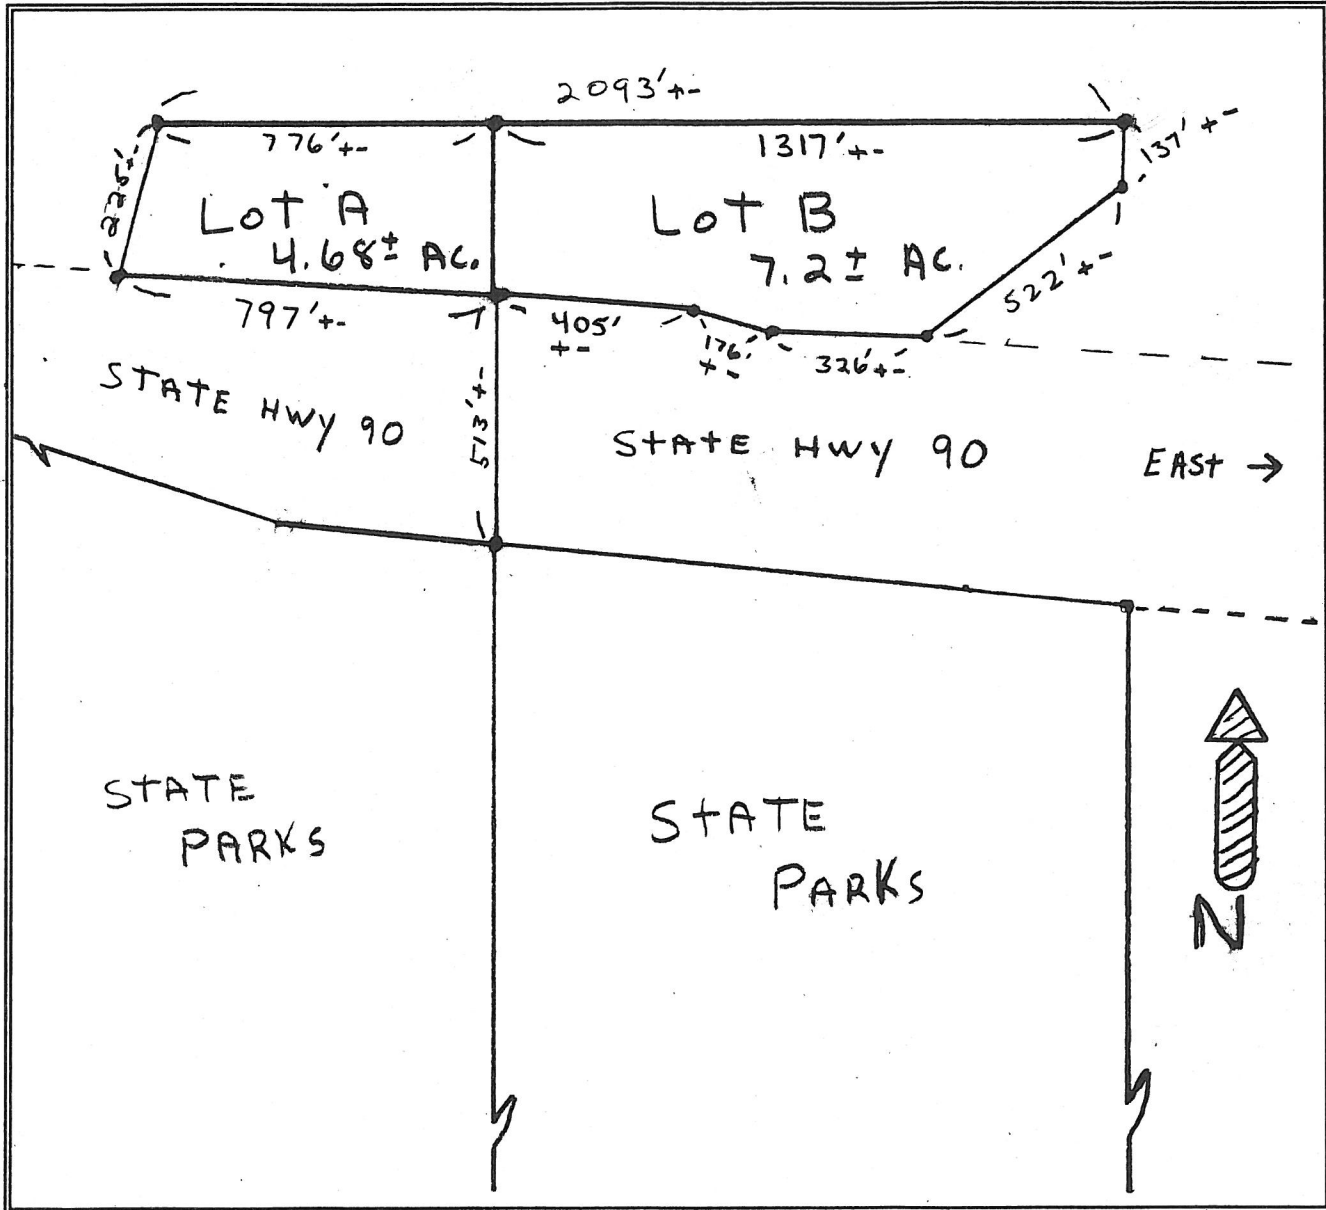 2093'+-
776'+-
1317'+-
137'+-
225'+-
LOT A
4.68± AC.
LOT B
7.2± AC.
522'+-
797'+-
405'
+-
176'
+-
326'+-
STATE HWY 90
513'+-
STATE HWY 90
EAST →
STATE
PARKS
STATE
PARKS
N